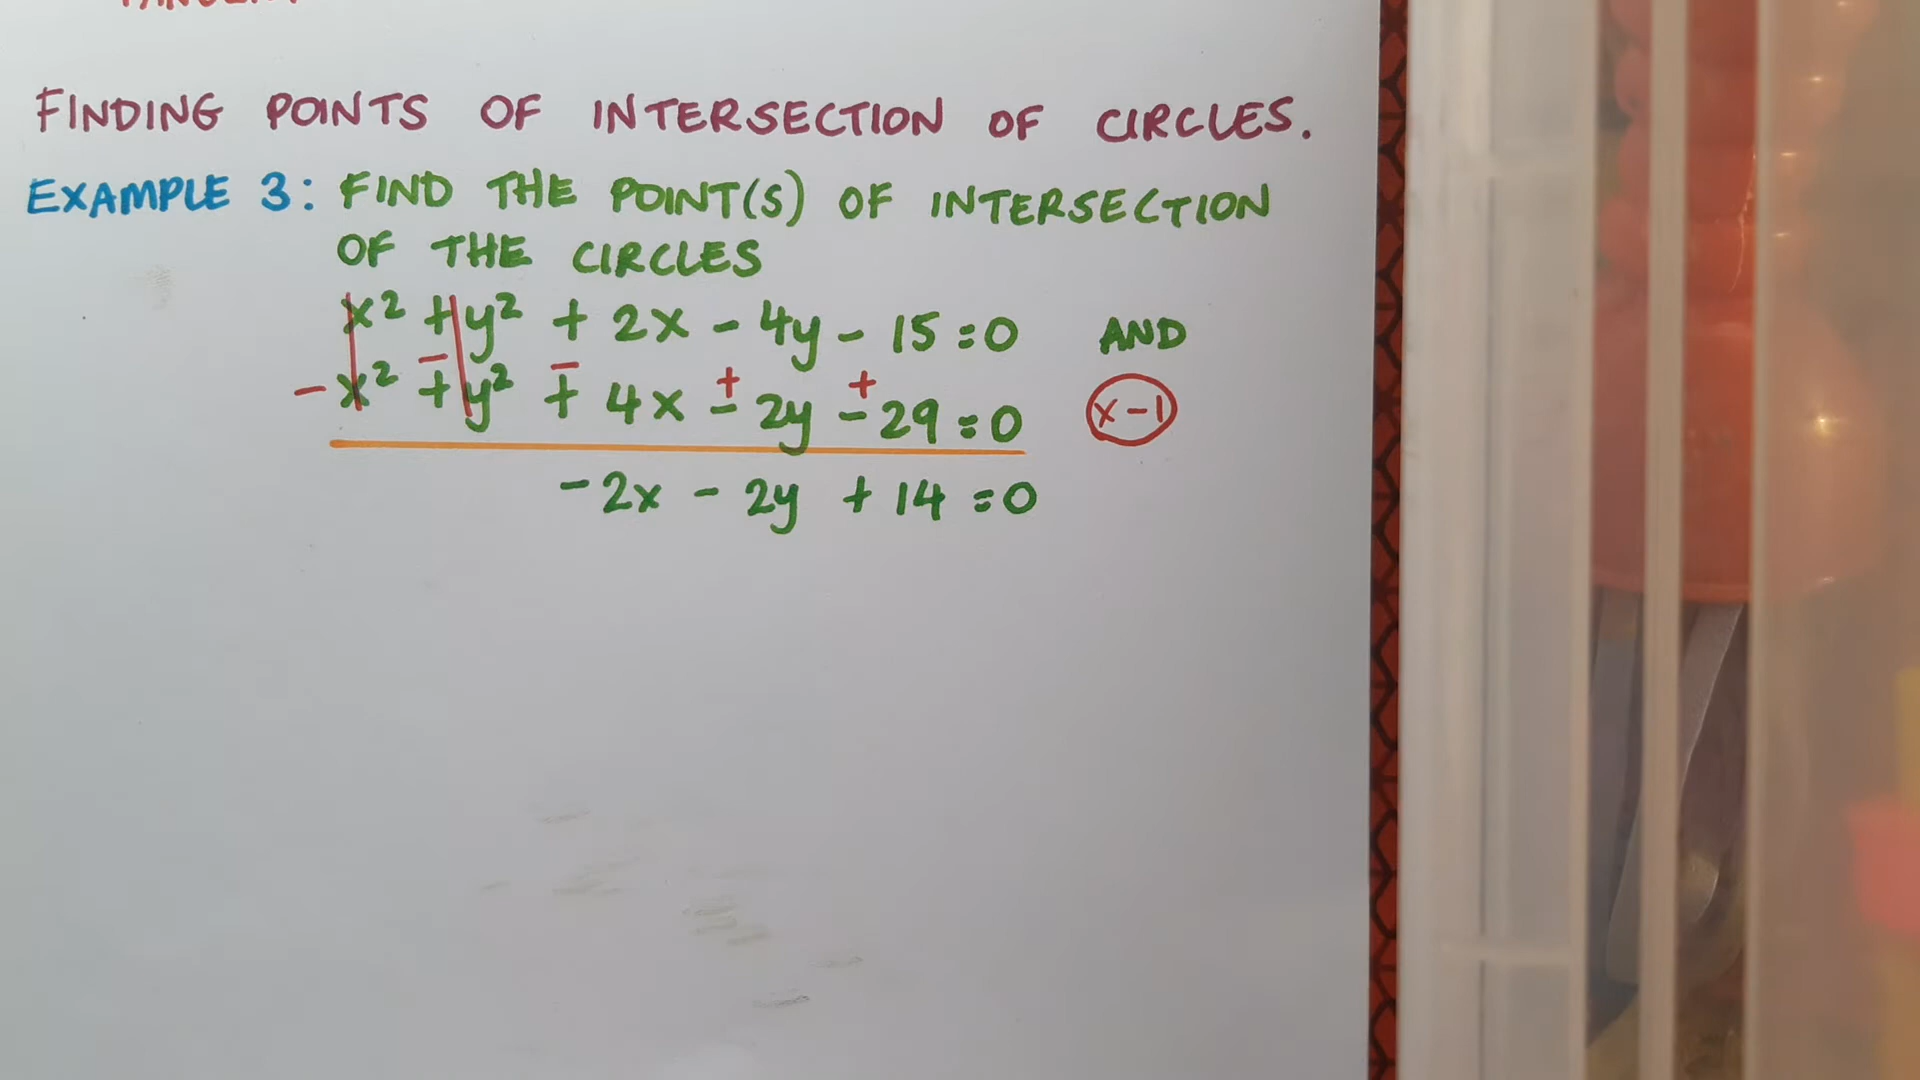 FINDING POINTS OF INTERSECTION OF CIRCLES.
EXAMPLE 3: FIND THE POINT(S) OF INTERSECTION
OF THE CIRCLES
x² + y² + 2x - 4y - 15 = 0 AND
- x² ∓ y² ∓ 4x ± 2y ± 29 = 0 (x - 1)
-2x - 2y + 14 = 0